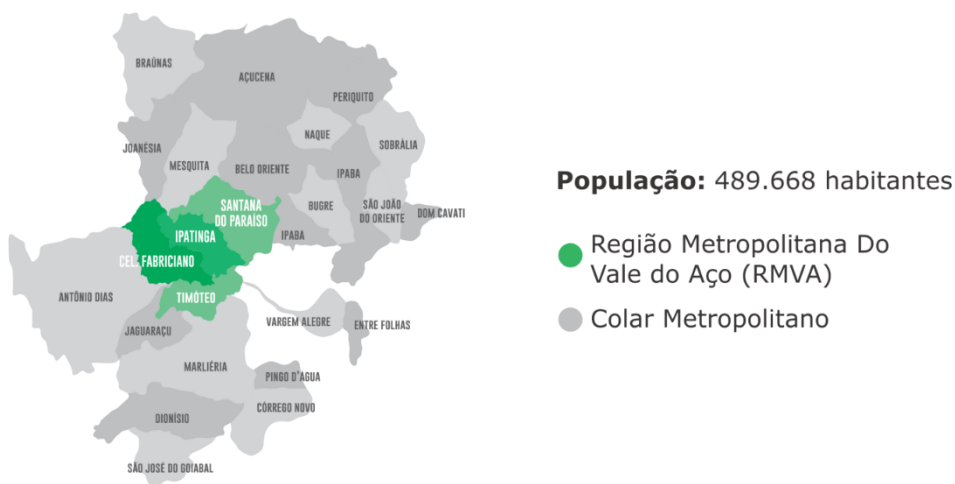 BRAÚNAS
AÇUCENA
PERIQUITO
NAQUE
SOBRÁLIA
JOANÉSIA
MESQUITA
BELO ORIENTE
IPABA
SANTANA
DO PARAÍSO
BUGRE
SÃO JOÃO
DO ORIENTE
DOM CAVATI
IPATINGA
IPABA
CEL. FABRICIANO
ANTÔNIO DIAS
TIMÓTEO
JAGUARAÇU
VARGEM ALEGRE
ENTRE FOLHAS
MARLIÉRIA
PINGO D'ÁGUA
CÓRREGO NOVO
DIONÍSIO
SÃO JOSÉ DO GOIABAL
População: 489.668 habitantes
Região Metropolitana Do
Vale do Aço (RMVA)
Colar Metropolitano